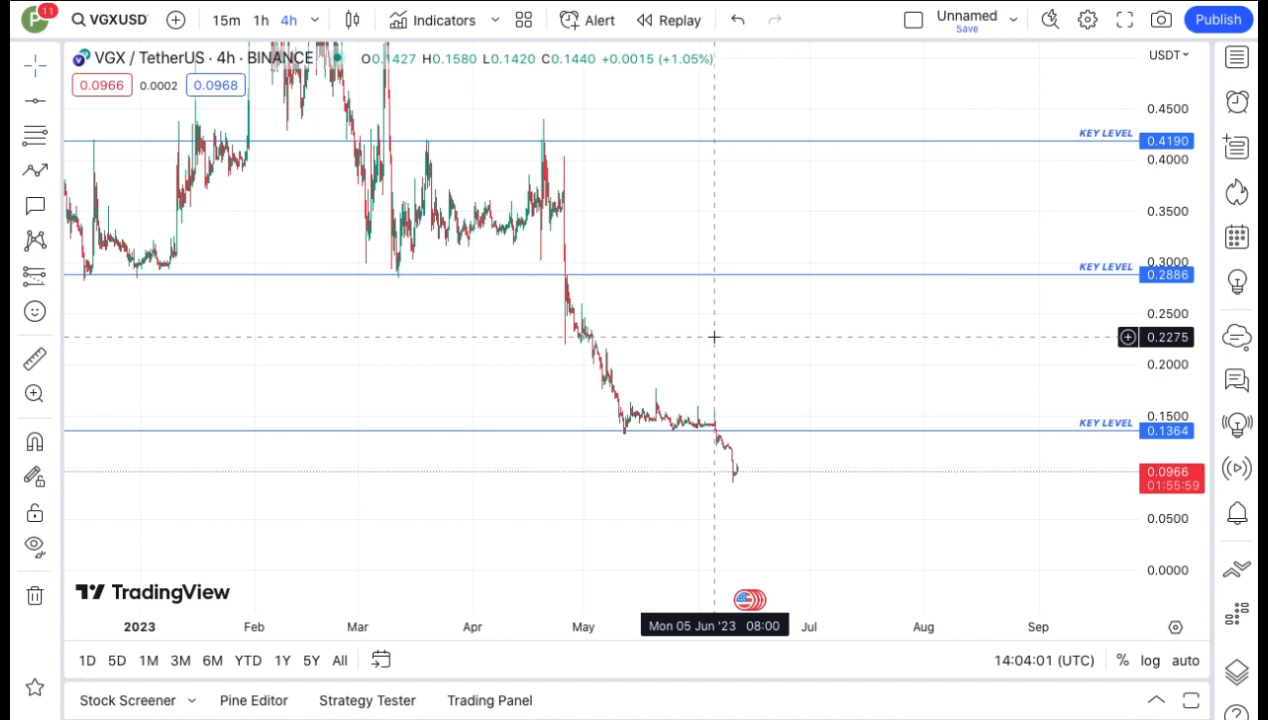 P 11 VGXUSD 15m 1h 4h Indicators Alert Replay Unnamed Save Publish
VGX / TetherUS · 4h · BINANCE O0.1427 H0.1580 L0.1420 C0.1440 +0.0015 (+1.05%) USDT
0.0966 0.0002 0.0968
0.4500
KEY LEVEL 0.4190
0.4000
0.3500
0.3000
KEY LEVEL 0.2886
0.2500
0.2275
0.2000
0.1500
KEY LEVEL 0.1364
0.0966
01:55:59
0.0500
0.0000
TradingView
2023 Feb Mar Apr May Mon 05 Jun '23 08:00 Jul Aug Sep
1D 5D 1M 3M 6M YTD 1Y 5Y All 14:04:01 (UTC) % log auto
Stock Screener Pine Editor Strategy Tester Trading Panel